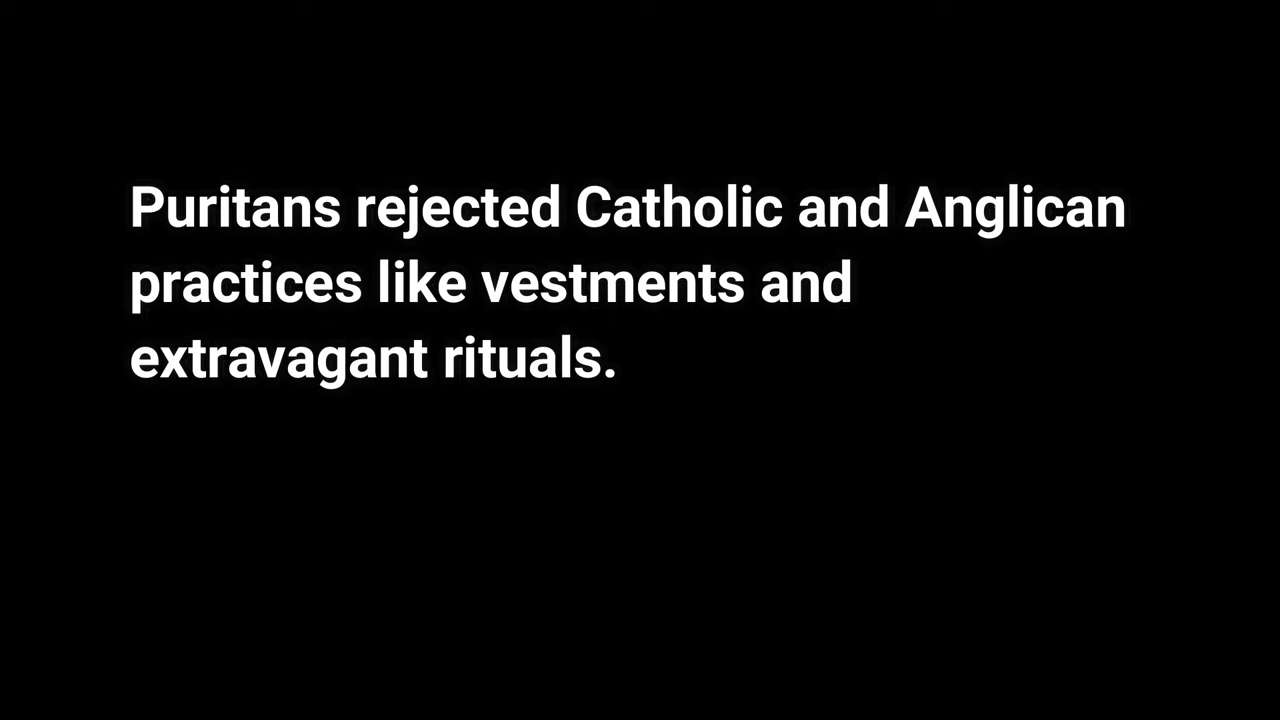 Puritans rejected Catholic and Anglican
practices like vestments and
extravagant rituals.